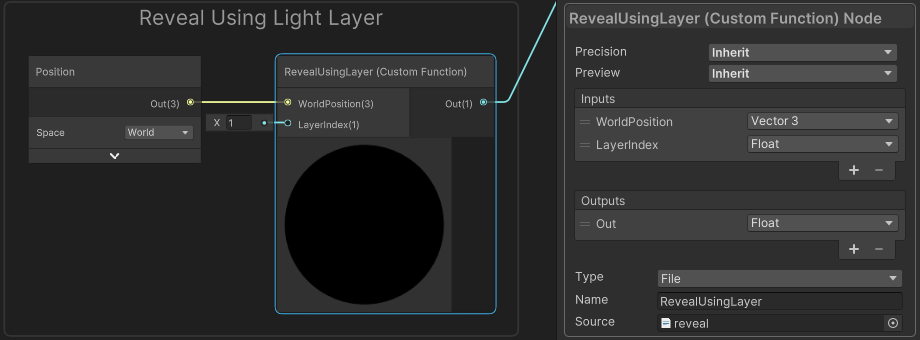 Reveal Using Light Layer
Position
Out(3)
Space World
RevealUsingLayer (Custom Function)
WorldPosition(3) Out(1)
X 1 LayerIndex(1)
RevealUsingLayer (Custom Function) Node
Precision Inherit
Preview Inherit
Inputs
WorldPosition Vector 3
LayerIndex Float
+ −
Outputs
Out Float
+ −
Type File
Name RevealUsingLayer
Source reveal